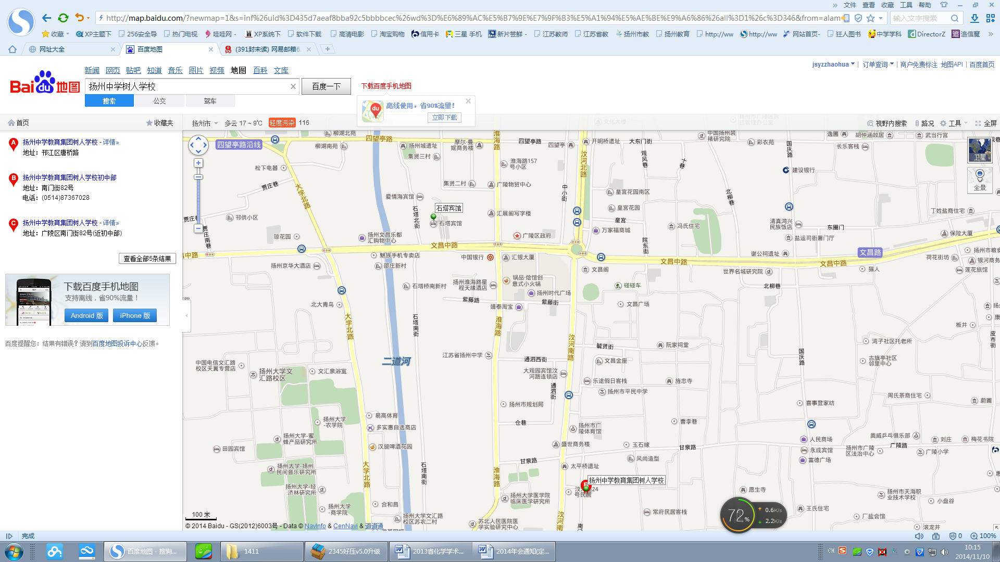 文件 查看 收藏 工具 帮助
http://map.baidu.com/?newmap=1&s=inf%26uid%3D435d7aeaf8bba92c5bbbbcec%26wd%3D%E6%89%AC%E5%B7%9E%E7%9F%B3%E5%A1%94%E5%AE%BE%E9%A6%86%26all%3D1%26c%3D346&from=alam
输入文字搜索
收藏 XP主题下 256安全导 热门电视 哇哇网 - XP系统下 软件下载 高清电影 淘宝购物 信用卡 三星 手机 新片尝鲜 - 江苏教师 江苏省教 扬州市教 扬州教育 http://ww http://ww 网站首页- 狂人图书 中学学科 DirectorZ 追信魔
网址大全 百度地图 (391封未读) 网易邮箱6.
新闻 网页 贴吧 知道 音乐 图片 视频 地图 百科 文库
jsyzzhaohua 订单查询 商户免费标注 地图API 百度首页
Bai du 地图
扬州中学树人学校
百度一下
下载百度手机地图
搜索 公交 驾车
离线使用，省90%流量！
立即下载
首页 收藏夹
扬州市 多云 17 ~ 9℃ 轻度污染 116
视野内搜索 路况 工具 全屏
A 扬州中学教育集团树人学校 - 详情»
地址：邗江区唐桥路
B 扬州中学教育集团树人学校初中部
地址：南门街82号
电话：(0514)87367028
C 扬州中学教育集团树人学校 - 详情»
地址：广陵区南门街82号(近初中部)
查看全部5条结果
下载百度手机地图
支持离线，省90%流量！
Android 版 iPhone 版
百度提醒您：结果有错误？请到百度地图投诉中心反馈。
四望亭路沿线
柳湖北苑
四望亭路
淮海路
四望亭路
开明桥遗址
大东门街
中国扬州装
裱研究院
彩衣苑
国庆路
逸圃
胡仲涵故居
武当行宫
卫星
全景
柳湖南苑
扬州城遗址
摩尔·曼
妮商务楼
四望亭
长乐客栈
集贤三村
淮海路157
号小区
汶河北路
观风巷
十巷
松下电器
建设银行
贾庄巷
大学北路
集贤二村
广陵物贸中心
中小街
皇宫花园南区
北柳巷
爱情海宾馆
石塔宾馆
石塔北街
石塔宾馆
汇展阁写字楼
皇宫花园
皇宫
丁姓盐商住宅
邗供小区
贾庄南巷
琼花园
扬州文昌乐都
汇购物中心
广陵区政府
万家福商城
冯氏住宅
清真鸿兴
民族饭店
东圈门
盐运司衙署门厅
保险大厦
文昌中路
院东街
魅族手机专卖店
中国银行
汇银大厦
谢公祠遗址
文昌路
荷花街坊
扬州京华大酒店
邵庄新村
文昌阁
文昌中路
世界名城研究院
文昌中路
猫人
莲花旅馆
银河商务
石塔桥南新村
扬州淮海路星
程天缘酒店
锅品·烩馆创
意式小火锅
碰碰车
北柳巷
扬州时代广场
北大青鸟
紫藤路
紫藤街
靖泰淘宝
文昌广场
大学北路
石塔南街
淮海路
汶河南路
板井
皮市街
毓贤街
阮家祠堂
湾子社区托老所
江苏省扬州中学
通泗西街
文昌金座
国庆路
古旗亭社区
邻里中心
二道河
中国电信文汇路
校区天翼专营店
扬州大学文
汇路校区
文汇泉浴室
大观园宾馆汶
河路连锁店
乐途假日客栈
旌忠寺
通泗街
扬州市平民中学
周氏茶商住宅
扬州市规划局
喜事登家纺
蔚圃
易高体育
多实惠自选商店
扬州大学
-农学院
仓巷
扬州市广
陵体育馆
曹李巷
奥威乒乓俱乐部
扬州大学-蜜
蜂产品研究所
人民商场
刘庄
梅花书院
田园宾馆
汉旋啤酒花园
盛世商务楼
玉石缘
甘泉路
永成宾馆
扬州市广陵
区法治中心
广陵路
广陵小学
富德广场
扬州大学-扬州
民间音乐研究所
大学北路
石塔南街
淮海路
甘泉路
太平桥遗址
风尚造型
扬州中学教育集团树人学校
扬州大学-经
济林研究所
号民居
愿生寺
扬州市天海职
业技术学校
小盘谷
扬州大学
-商学院
合和昌
扬州大学医学院
临床医学研究所
常府民居客栈
王氏住宅
汶河南路
扬州大学文汇路
校区苏农二村
苏北人民医院医
学实验研究中心
厂盐会馆
滚龙井
100 米
© 2014 Baidu - GS(2012)6003号 - Data © NavInfo & CenNavi & 道道通
72%
0.6K/s
2.2K/s
完成
0 100%
百度地图 - 搜狗... 1411 2345好压v5.0升级 2013省化学学术... 2014年会通知(定...
CH
10:15
2014/11/10